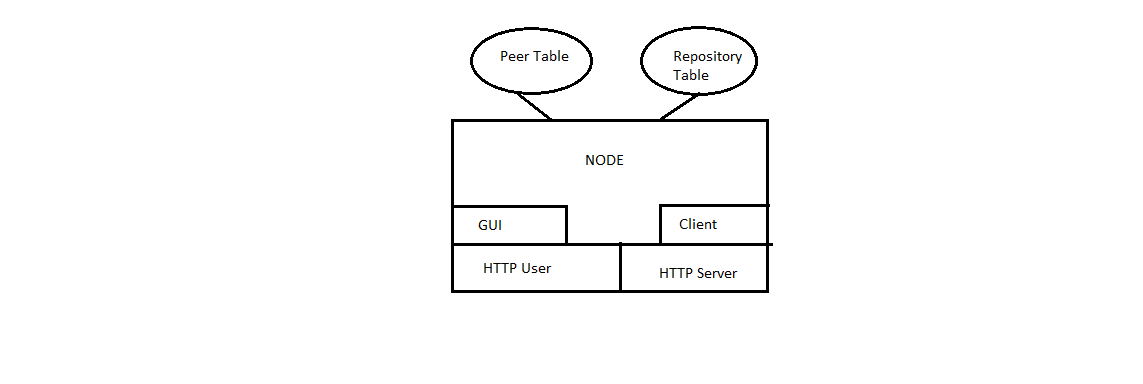 Peer Table
Repository
Table
NODE
GUI
Client
HTTP User
HTTP Server